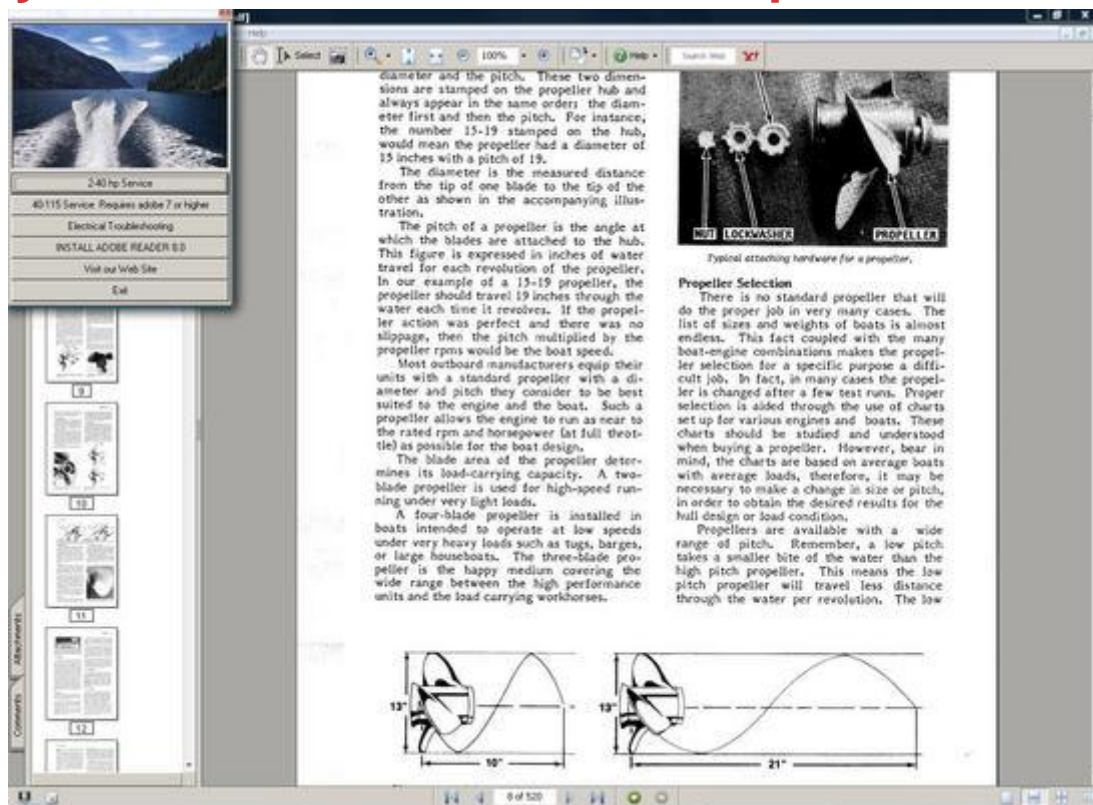 Help
Select
100%
Help
Search Web
2-40 hp Service
40-115 Service: Requires adobe 7 or higher
Electrical Troubleshooting
INSTALL ADOBE READER 8.0
Visit our Web Site
Exit
9
10
11
12
Attachments
Comments
diameter and the pitch. These two dimen-
sions are stamped on the propeller hub and
always appear in the same order: the diam-
eter first and then the pitch. For instance,
the number 15-19 stamped on the hub,
would mean the propeller had a diameter of
15 inches with a pitch of 19.
The diameter is the measured distance
from the tip of one blade to the tip of the
other as shown in the accompanying illus-
tration.
The pitch of a propeller is the angle at
which the blades are attached to the hub.
This figure is expressed in inches of water
travel for each revolution of the propeller.
In our example of a 15-19 propeller, the
propeller should travel 19 inches through the
water each time it revolves. If the propel-
ler action was perfect and there was no
slippage, then the pitch multiplied by the
propeller rpms would be the boat speed.
Most outboard manufacturers equip their
units with a standard propeller with a di-
ameter and pitch they consider to be best
suited to the engine and the boat. Such a
propeller allows the engine to run as near to
the rated rpm and horsepower (at full throt-
tle) as possible for the boat design.
The blade area of the propeller deter-
mines its load-carrying capacity. A two-
blade propeller is used for high-speed run-
ning under very light loads.
A four-blade propeller is installed in
boats intended to operate at low speeds
under very heavy loads such as tugs, barges,
or large houseboats. The three-blade pro-
peller is the happy medium covering the
wide range between the high performance
units and the load carrying workhorses.
NUT LOCKWASHER PROPELLER
Typical attaching hardware for a propeller.
Propeller Selection
There is no standard propeller that will
do the proper job in very many cases. The
list of sizes and weights of boats is almost
endless. This fact coupled with the many
boat-engine combinations makes the propel-
ler selection for a specific purpose a diffi-
cult job. In fact, in many cases the propel-
ler is changed after a few test runs. Proper
selection is aided through the use of charts
set up for various engines and boats. These
charts should be studied and understood
when buying a propeller. However, bear in
mind, the charts are based on average boats
with average loads, therefore, it may be
necessary to make a change in size or pitch,
in order to obtain the desired results for the
hull design or load condition.
Propellers are available with a wide
range of pitch. Remember, a low pitch
takes a smaller bite of the water than the
high pitch propeller. This means the low
pitch propeller will travel less distance
through the water per revolution. The low
13"
10"
13"
21"
8 of 520